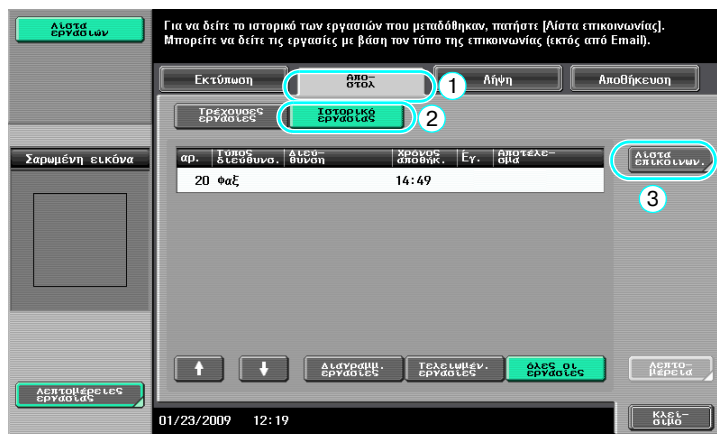 Λίστα
εργασιών
Για να δείτε το ιστορικό των εργασιών που μεταδόθηκαν, πατήστε [Λίστα επικοινωνίας].
Μπορείτε να δείτε τις εργασίες με βάση τον τύπο της επικοινωνίας (εκτός από Email).
Εκτύπωση
Απο-
στολ
1
Λήψη
Αποθήκευση
Τρέχουσες
εργασίες
Ιστορικό
εργασίας
2
Σαρωμένη εικόνα
αρ.
Τύπος
διευθυνσ.
Διεύ-
θυνση
Χρόνος
αποθηκ.
Εγ.
Αποτέλε-
σμα
Λίστα
επικοινων.
20 Φαξ 14:49
3
Διαγραμμ.
εργασίες
Τελειωμέν.
εργασίες
όλες οι
εργασίες
Λεπτο-
μέρεια
Λεπτομέρειες
εργασίας
01/23/2009 12:19
Κλεί-
σιμο